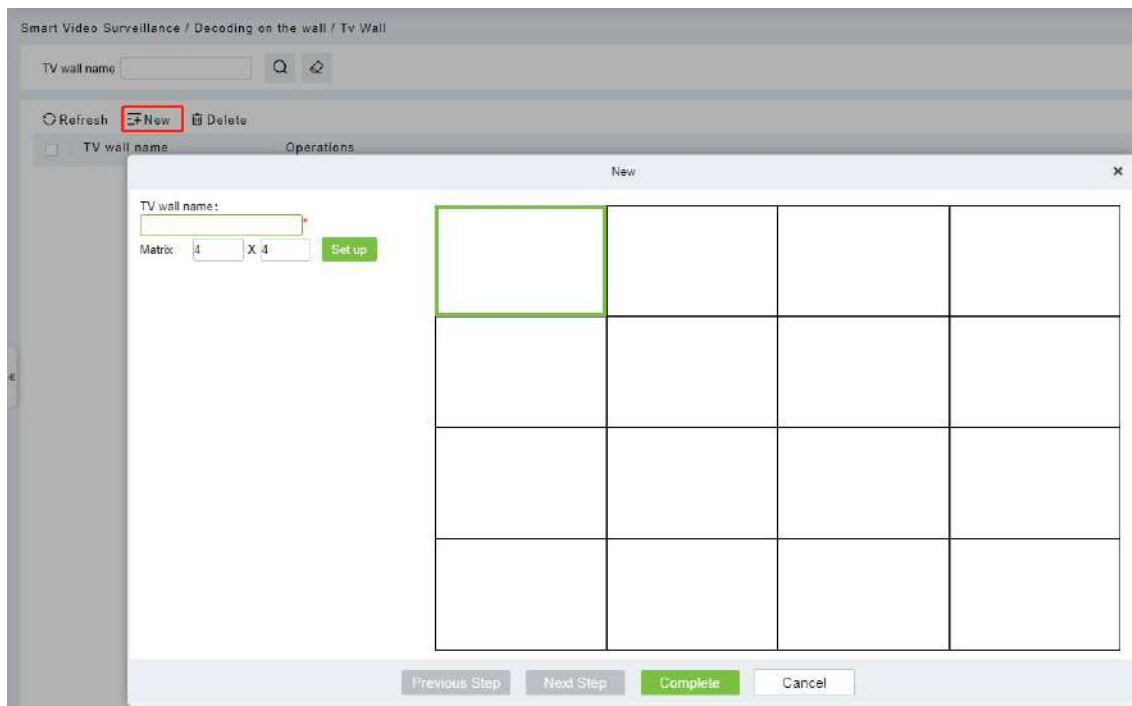 Smart Video Surveillance / Decoding on the wall / Tv Wall
TV wall name
Refresh New Delete
TV wall name Operations
New
TV wall name:
*
Matrix 4 X 4 Set up
Previous Step Next Step Complete Cancel